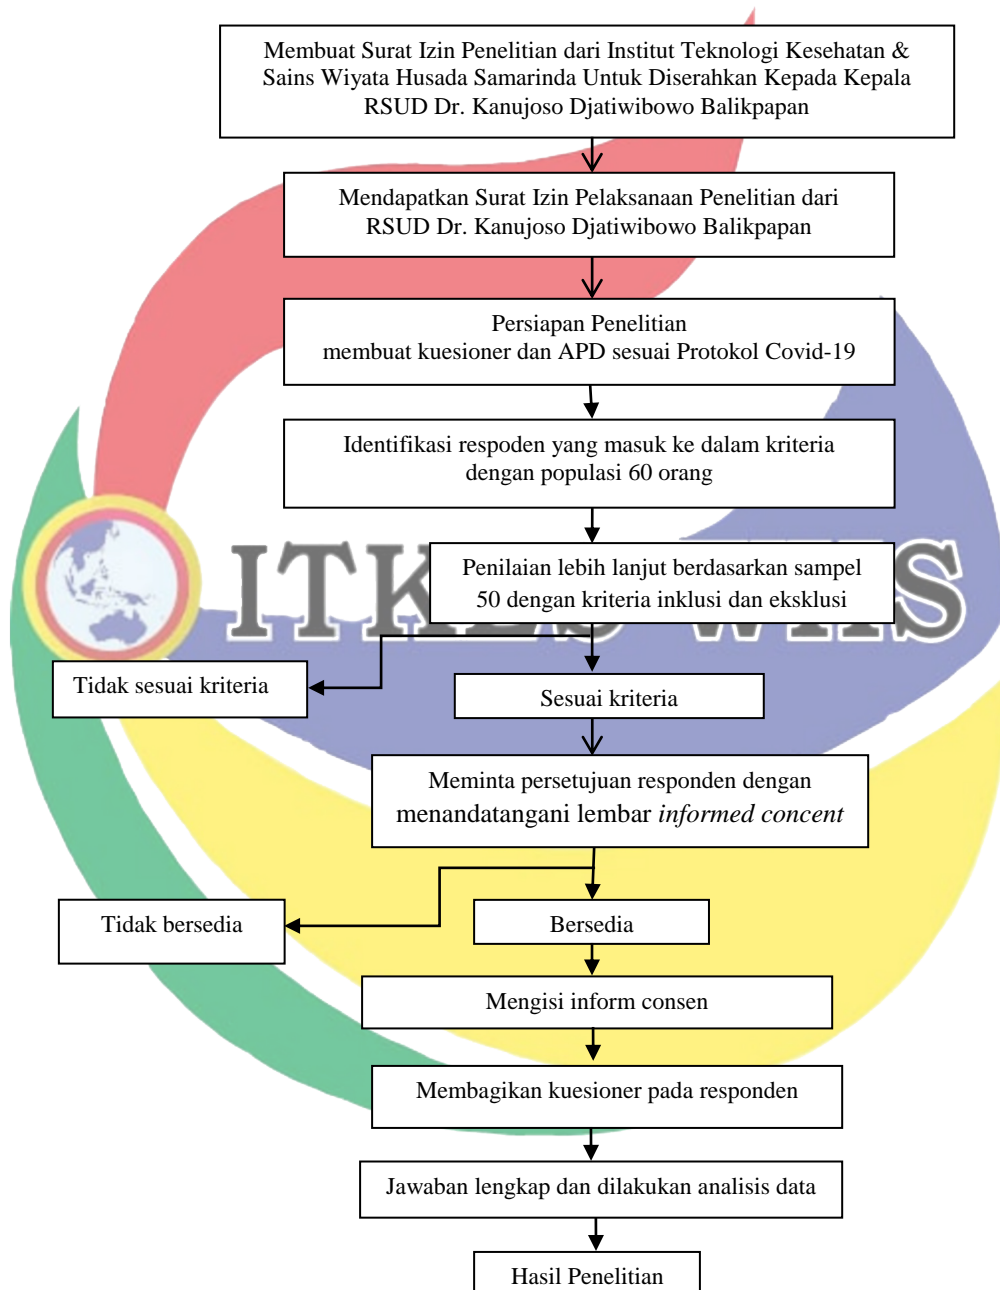 Membuat Surat Izin Penelitian dari Institut Teknologi Kesehatan &
Sains Wiyata Husada Samarinda Untuk Diserahkan Kepada Kepala
RSUD Dr. Kanujoso Djatiwibowo Balikpapan
Mendapatkan Surat Izin Pelaksanaan Penelitian dari
RSUD Dr. Kanujoso Djatiwibowo Balikpapan
Persiapan Penelitian
membuat kuesioner dan APD sesuai Protokol Covid-19
Identifikasi respoden yang masuk ke dalam kriteria
dengan populasi 60 orang
Penilaian lebih lanjut berdasarkan sampel
50 dengan kriteria inklusi dan eksklusi
Tidak sesuai kriteria
Sesuai kriteria
Meminta persetujuan responden dengan
menandatangani lembar informed concent
Tidak bersedia
Bersedia
Mengisi inform consen
Membagikan kuesioner pada responden
Jawaban lengkap dan dilakukan analisis data
Hasil Penelitian